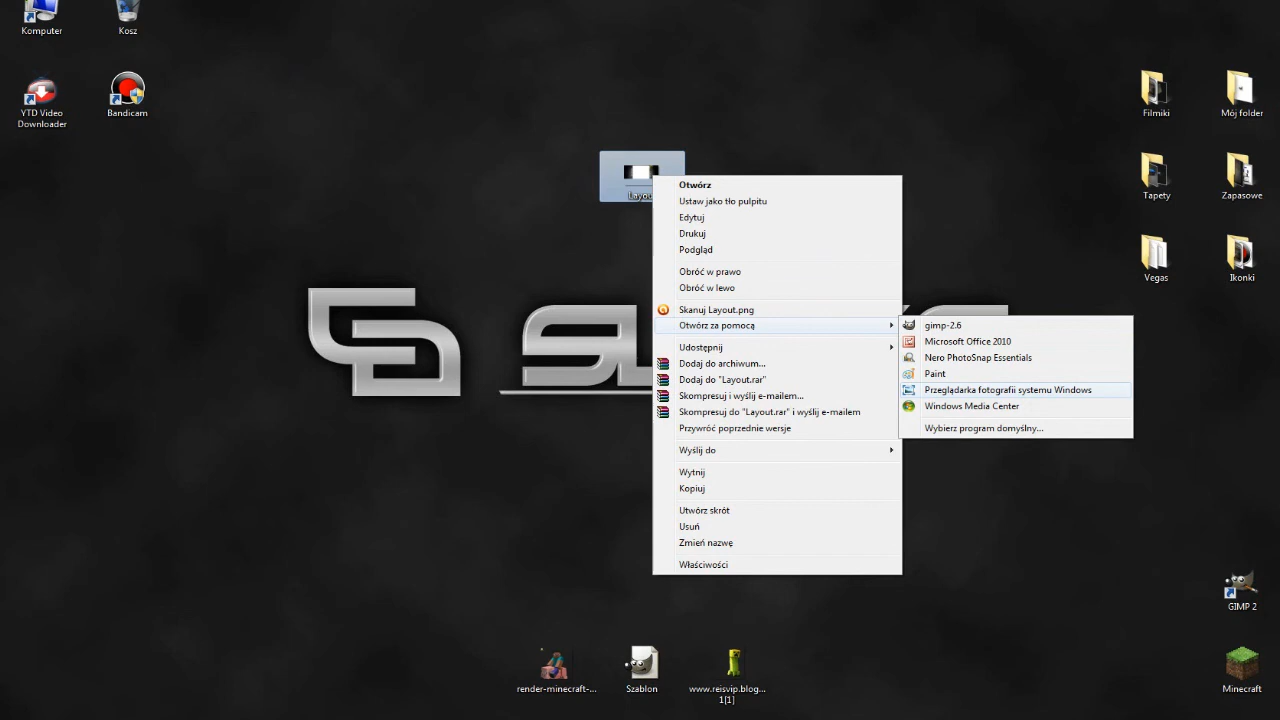 Komputer
Kosz
YTD Video
Downloader
Bandicam
Filmiki
Mój folder
Tapety
Zapasowe
Vegas
Ikonki
Otwórz
Ustaw jako tło pulpitu
Edytuj
Drukuj
Podgląd
Obróć w prawo
Obróć w lewo
Skanuj Layout.png
Otwórz za pomocą
Udostępnij
Dodaj do archiwum...
Dodaj do "Layout.rar"
Skompresuj i wyślij e-mailem...
Skompresuj do "Layout.rar" i wyślij e-mailem
Przywróć poprzednie wersje
Wyślij do
Wytnij
Kopiuj
Utwórz skrót
Usuń
Zmień nazwę
Właściwości
gimp-2.6
Microsoft Office 2010
Nero PhotoSnap Essentials
Paint
Przeglądarka fotografii systemu Windows
Windows Media Center
Wybierz program domyślny...
GIMP 2
render-minecraft-...
Szablon
www.reisvip.blog...
1[1]
Minecraft